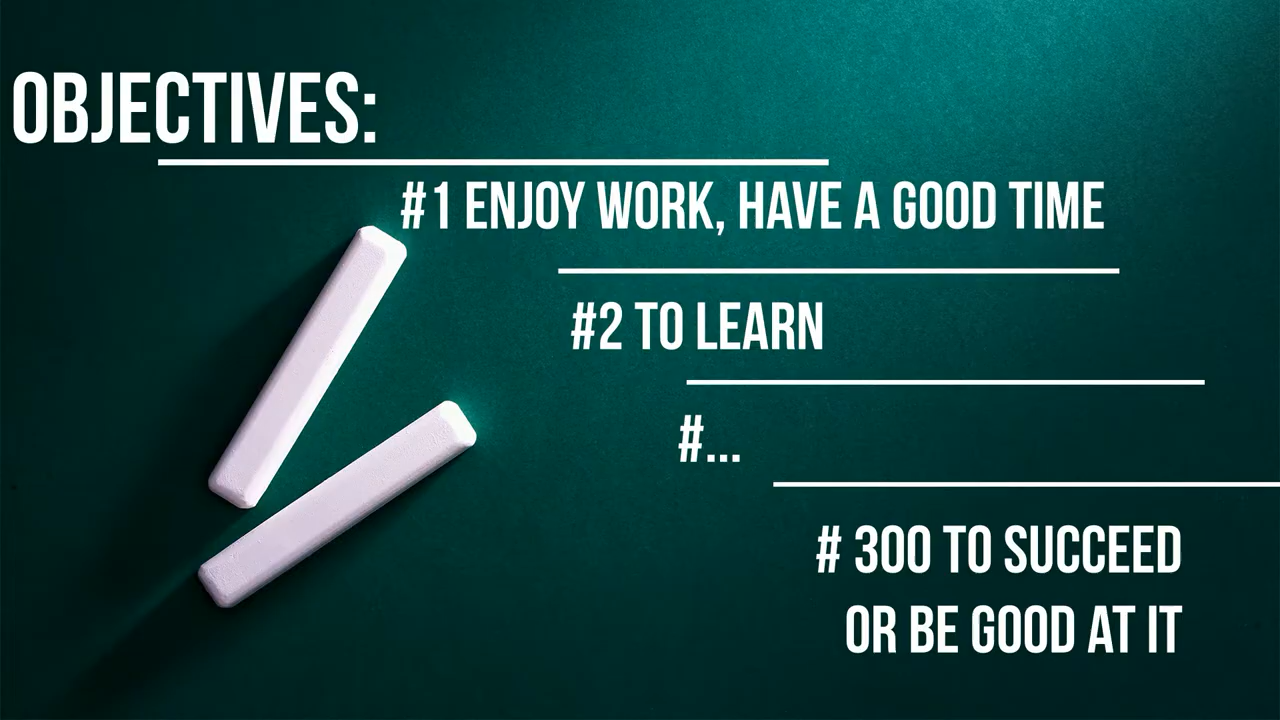 OBJECTIVES:
#1 ENJOY WORK, HAVE A GOOD TIME
#2 TO LEARN
#...
# 300 TO SUCCEED
OR BE GOOD AT IT